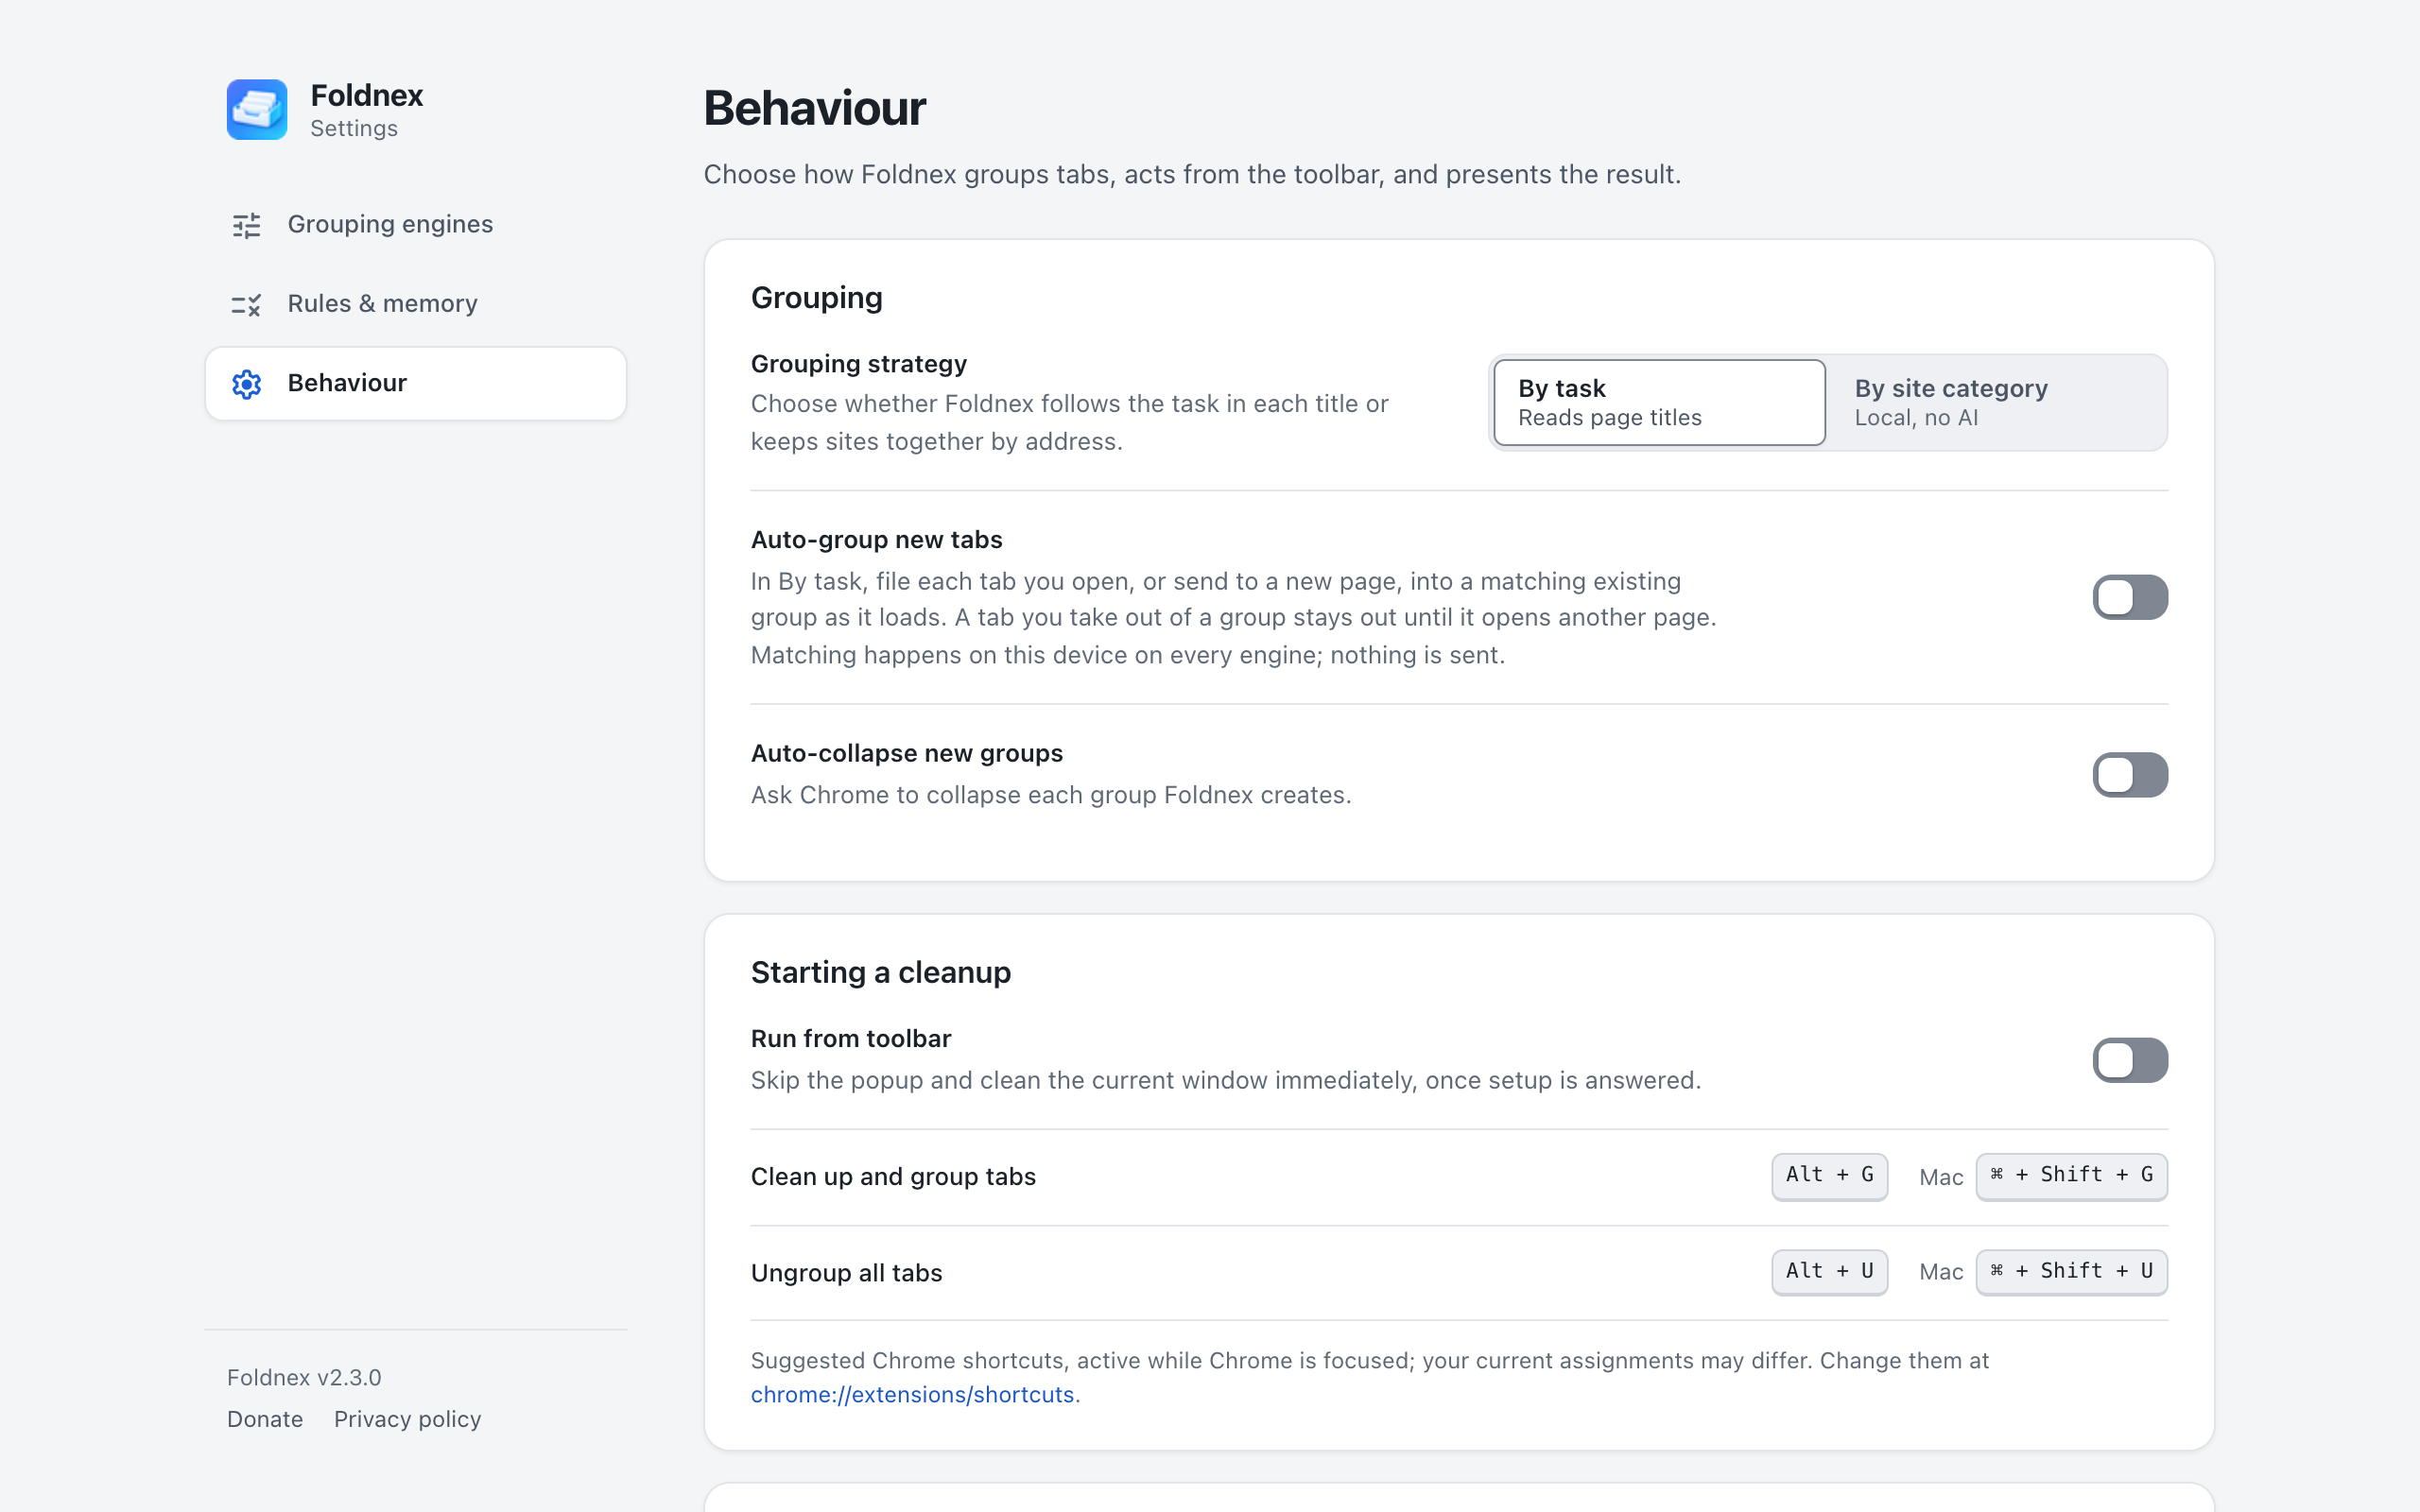 Foldnex
Settings
Grouping engines
Rules & memory
Behaviour
Foldnex v2.3.0
Donate Privacy policy
Behaviour
Choose how Foldnex groups tabs, acts from the toolbar, and presents the result.
Grouping
Grouping strategy
Choose whether Foldnex follows the task in each title or
keeps sites together by address.
By task
Reads page titles
By site category
Local, no AI
Auto-group new tabs
In By task, file each tab you open, or send to a new page, into a matching existing
group as it loads. A tab you take out of a group stays out until it opens another page.
Matching happens on this device on every engine; nothing is sent.
Auto-collapse new groups
Ask Chrome to collapse each group Foldnex creates.
Starting a cleanup
Run from toolbar
Skip the popup and clean the current window immediately, once setup is answered.
Clean up and group tabs Alt + G Mac ⌘ + Shift + G
Ungroup all tabs Alt + U Mac ⌘ + Shift + U
Suggested Chrome shortcuts, active while Chrome is focused; your current assignments may differ. Change them at
chrome://extensions/shortcuts.